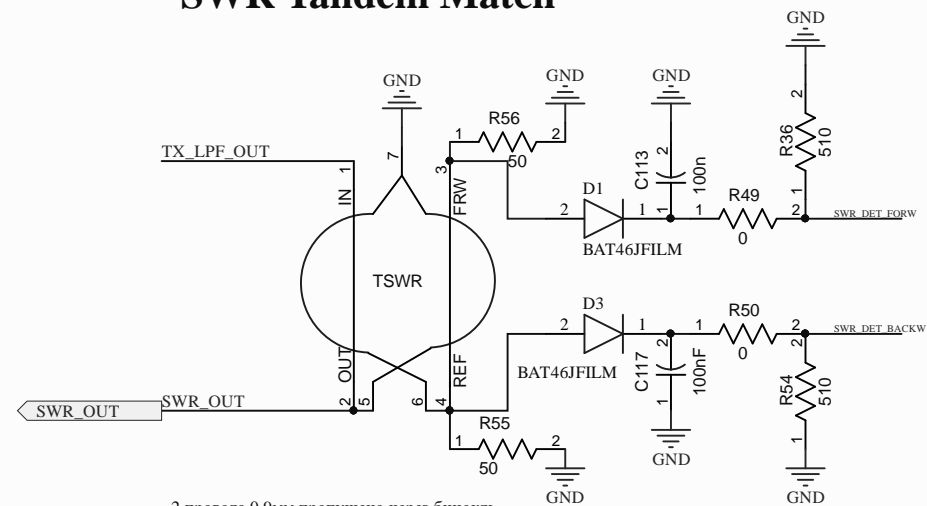 SWR Tandem Match
GND
GND
GND
GND
TX_LPF_OUT
1
IN
7
R56
1
2
50
3
FRW
C113
100n
2
1
R36
510
2
1
D1
2
1
BAT46JFILM
R49
1
2
0
SWR_DET_FORW
TSWR
D3
2
1
BAT46JFILM
R50
1
2
0
SWR_DET_BACKW
C117
100nF
2
1
R54
510
2
1
OUT
REF
SWR_OUT
SWR_OUT
2
5
6
4
R55
1
2
50
GND
GND
GND